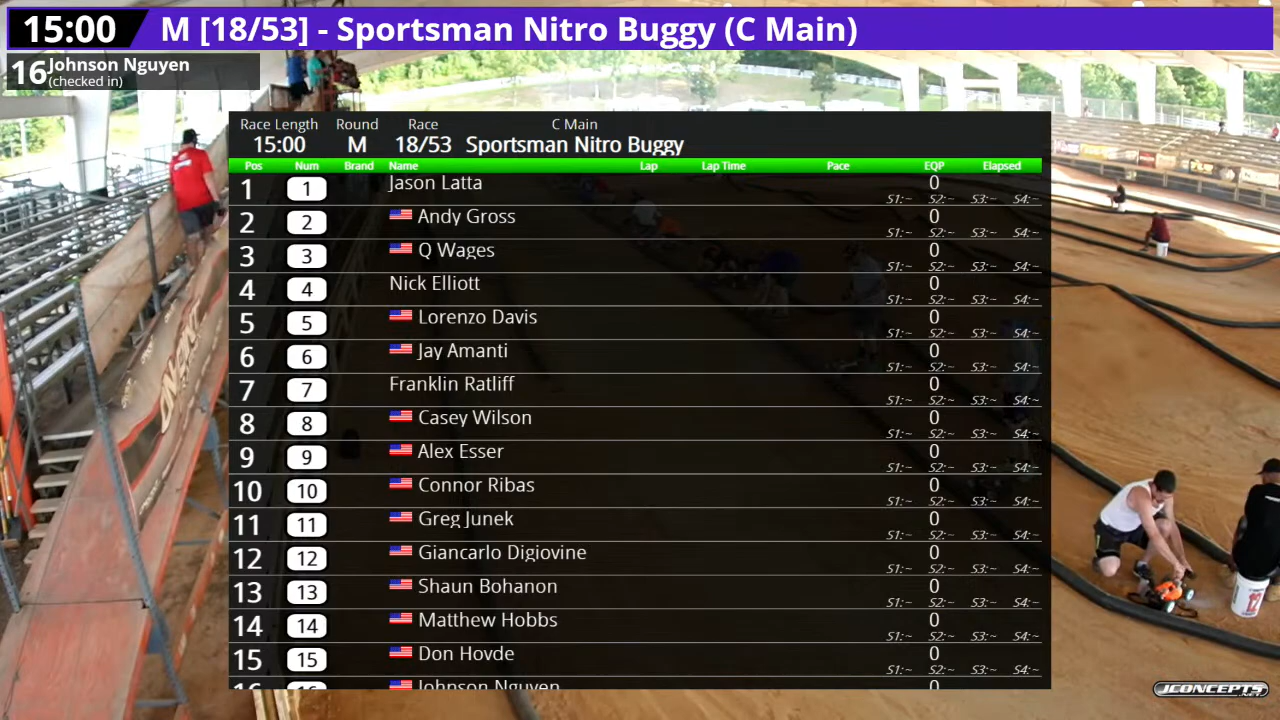 15:00 M [18/53] - Sportsman Nitro Buggy (C Main)
16 Johnson Nguyen
(checked in)
Race Length Round Race C Main
15:00 M 18/53 Sportsman Nitro Buggy
Pos Num Brand Name Lap Lap Time Pace EQP Elapsed
1 1 Jason Latta 0
S1:~ S2:~ S3:~ S4:~
2 2 Andy Gross 0
S1:~ S2:~ S3:~ S4:~
3 3 Q Wages 0
S1:~ S2:~ S3:~ S4:~
4 4 Nick Elliott 0
S1:~ S2:~ S3:~ S4:~
5 5 Lorenzo Davis 0
S1:~ S2:~ S3:~ S4:~
6 6 Jay Amanti 0
S1:~ S2:~ S3:~ S4:~
7 7 Franklin Ratliff 0
S1:~ S2:~ S3:~ S4:~
8 8 Casey Wilson 0
S1:~ S2:~ S3:~ S4:~
9 9 Alex Esser 0
S1:~ S2:~ S3:~ S4:~
10 10 Connor Ribas 0
S1:~ S2:~ S3:~ S4:~
11 11 Greg Junek 0
S1:~ S2:~ S3:~ S4:~
12 12 Giancarlo Digiovine 0
S1:~ S2:~ S3:~ S4:~
13 13 Shaun Bohanon 0
S1:~ S2:~ S3:~ S4:~
14 14 Matthew Hobbs 0
S1:~ S2:~ S3:~ S4:~
15 15 Don Hovde 0
S1:~ S2:~ S3:~ S4:~
16 16 Johnson Nguyen 0
JCONCEPTS
.NET